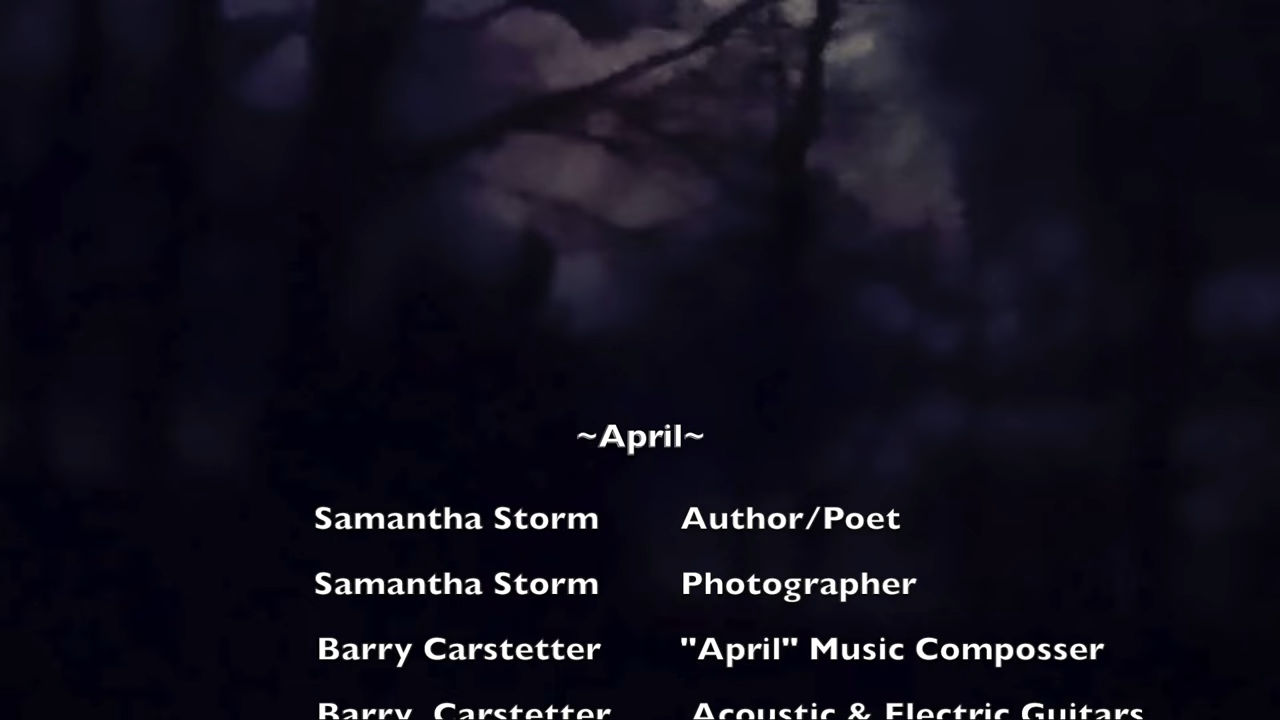 ~April~
Samantha Storm Author/Poet
Samantha Storm Photographer
Barry Carstetter "April" Music Composser
Barry Carstetter Acoustic & Electric Guitars